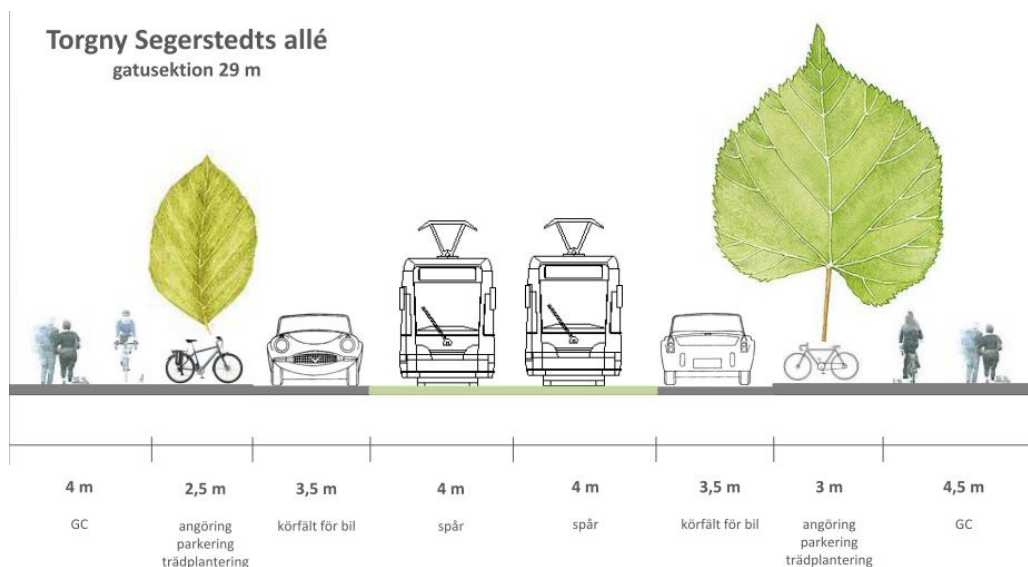 Torgny Segerstedts allé
gatusektion 29 m
4 m
2,5 m
3,5 m
4 m
4 m
3,5 m
3 m
4,5 m
GC
angöring
parkering
trädplantering
körfält för bil
spår
spår
körfält för bil
angöring
parkering
trädplantering
GC